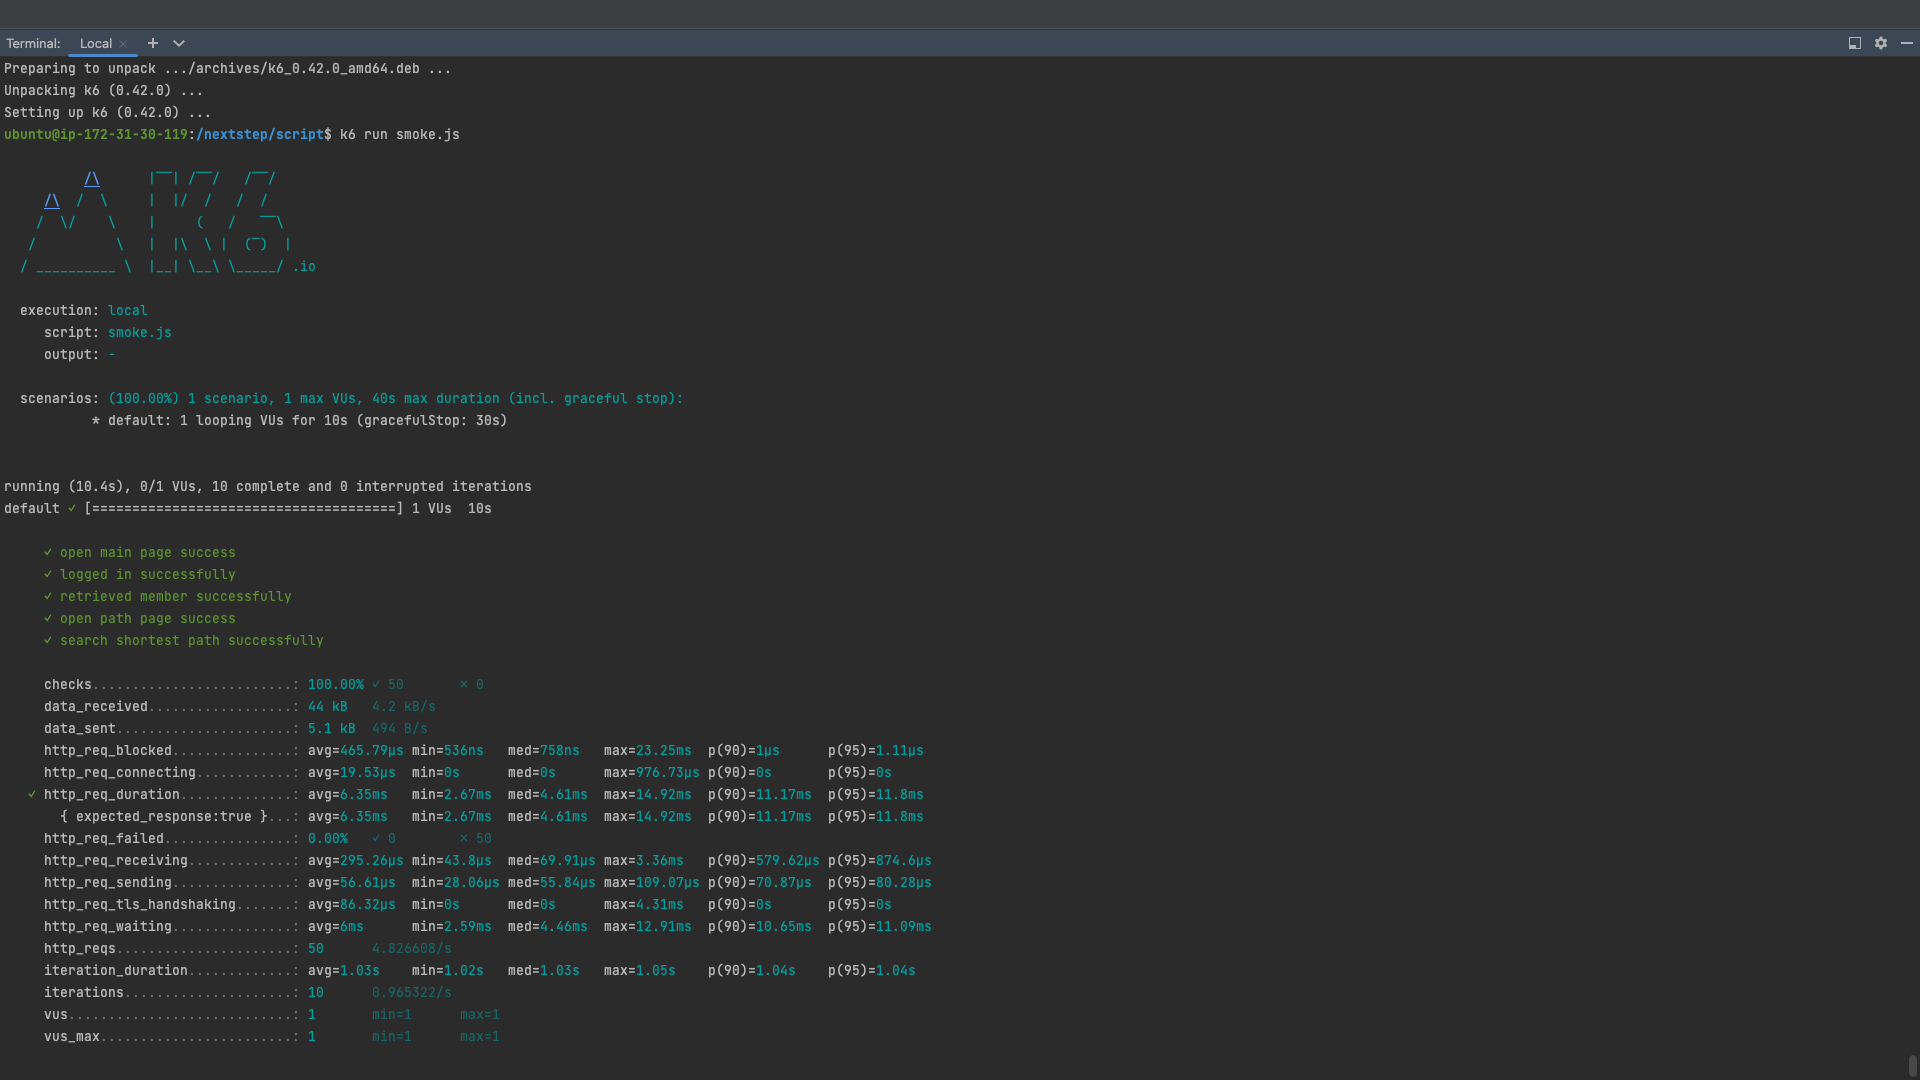 Terminal: Local × + 
Preparing to unpack .../archives/k6_0.42.0_amd64.deb ...
Unpacking k6 (0.42.0) ...
Setting up k6 (0.42.0) ...
ubuntu@ip-172-31-30-119:/nextstep/script$ k6 run smoke.js
          /\      |‾‾| /‾‾/   /‾‾/
     /\  /  \     |  |/  /   /  /
    /  \/    \    |     (   /   ‾‾\
   /          \   |  |\  \ |  (‾)  |
  / __________ \  |__| \__\ \_____/ .io
  execution: local
     script: smoke.js
     output: -
  scenarios: (100.00%) 1 scenario, 1 max VUs, 40s max duration (incl. graceful stop):
           * default: 1 looping VUs for 10s (gracefulStop: 30s)
running (10.4s), 0/1 VUs, 10 complete and 0 interrupted iterations
default ✓ [======================================] 1 VUs  10s
     ✓ open main page success
     ✓ logged in successfully
     ✓ retrieved member successfully
     ✓ open path page success
     ✓ search shortest path successfully
     checks.........................: 100.00% ✓ 50       ✗ 0
     data_received..................: 44 kB   4.2 kB/s
     data_sent......................: 5.1 kB  494 B/s
     http_req_blocked...............: avg=465.79µs min=536ns   med=758ns   max=23.25ms  p(90)=1µs      p(95)=1.11µs
     http_req_connecting............: avg=19.53µs  min=0s      med=0s      max=976.73µs p(90)=0s       p(95)=0s
   ✓ http_req_duration..............: avg=6.35ms   min=2.67ms  med=4.61ms  max=14.92ms  p(90)=11.17ms  p(95)=11.8ms
       { expected_response:true }...: avg=6.35ms   min=2.67ms  med=4.61ms  max=14.92ms  p(90)=11.17ms  p(95)=11.8ms
     http_req_failed................: 0.00%   ✓ 0        ✗ 50
     http_req_receiving.............: avg=295.26µs min=43.8µs  med=69.91µs max=3.36ms   p(90)=579.62µs p(95)=874.6µs
     http_req_sending...............: avg=56.61µs  min=28.06µs med=55.84µs max=109.07µs p(90)=70.87µs  p(95)=80.28µs
     http_req_tls_handshaking.......: avg=86.32µs  min=0s      med=0s      max=4.31ms   p(90)=0s       p(95)=0s
     http_req_waiting...............: avg=6ms      min=2.59ms  med=4.46ms  max=12.91ms  p(90)=10.65ms  p(95)=11.09ms
     http_reqs......................: 50      4.826608/s
     iteration_duration.............: avg=1.03s    min=1.02s   med=1.03s   max=1.05s    p(90)=1.04s    p(95)=1.04s
     iterations.....................: 10      0.965322/s
     vus............................: 1       min=1      max=1
     vus_max........................: 1       min=1      max=1